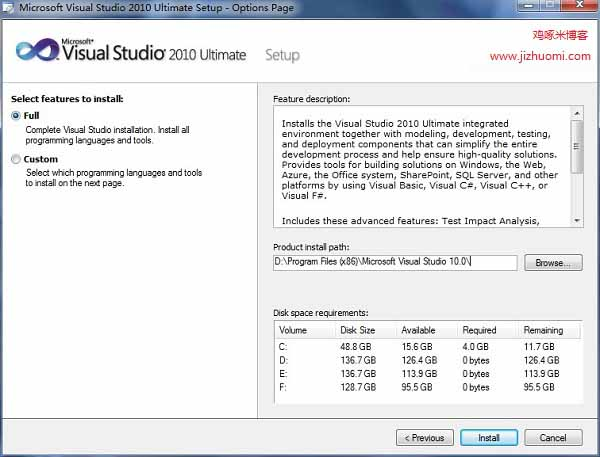 Microsoft Visual Studio 2010 Ultimate Setup - Options Page
Microsoft®
Visual Studio® 2010 Ultimate Setup
鸡啄米博客
www.jizhuomi.com
Select features to install:
Full
Complete Visual Studio installation. Install all
programming languages and tools.
Custom
Select which programming languages and tools
to install on the next page.
Feature description:
Installs the Visual Studio 2010 Ultimate integrated
environment together with modeling, development, testing,
and deployment components that can simplify the entire
development process and help ensure high-quality solutions.
Provides tools for building solutions on Windows, the Web,
Azure, the Office system, SharePoint, SQL Server, and other
platforms by using Visual Basic, Visual C#, Visual C++, or
Visual F#.
Includes these advanced features: Test Impact Analysis,
Product install path:
D:\Program Files (x86)\Microsoft Visual Studio 10.0\
Browse...
Disk space requirements:
Volume Disk Size Available Required Remaining
C: 48.8 GB 15.6 GB 4.0 GB 11.7 GB
D: 136.7 GB 126.4 GB 0 bytes 126.4 GB
E: 136.7 GB 113.9 GB 0 bytes 113.9 GB
F: 128.7 GB 95.5 GB 0 bytes 95.5 GB
< Previous Install Cancel